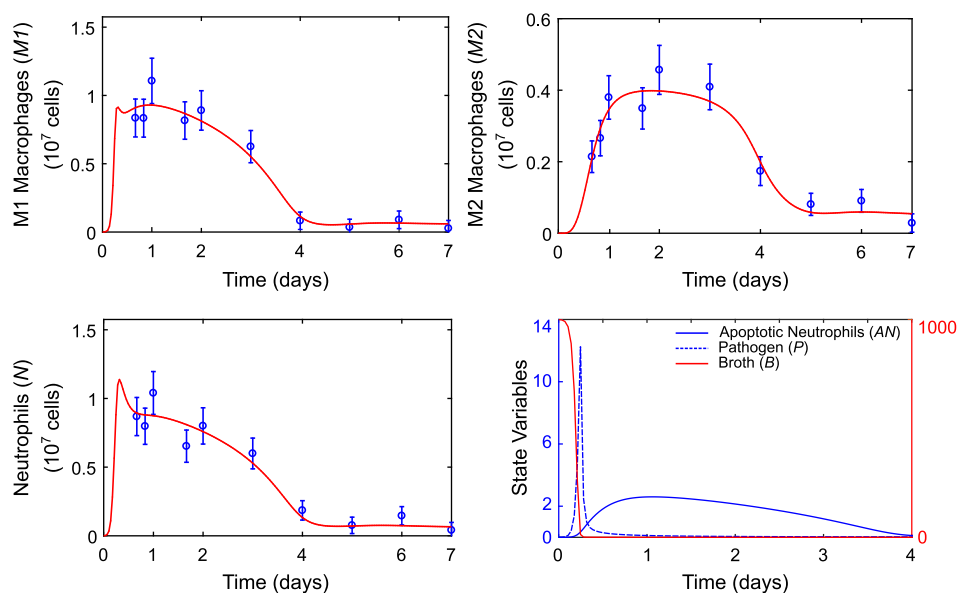 M1 Macrophages (M1)
(10⁷ cells)
1.5
1
0.5
0
0 1 2 4 6 7
Time (days)
M2 Macrophages (M2)
(10⁷ cells)
0.6
0.4
0.2
0
0 1 2 4 6 7
Time (days)
Neutrophils (N)
(10⁷ cells)
1.5
1
0.5
0
0 1 2 4 6 7
Time (days)
State Variables
14
12
6
2
0
Apoptotic Neutrophils (AN)
Pathogen (P)
Broth (B)
1000
0
0 1 2 3 4
Time (days)